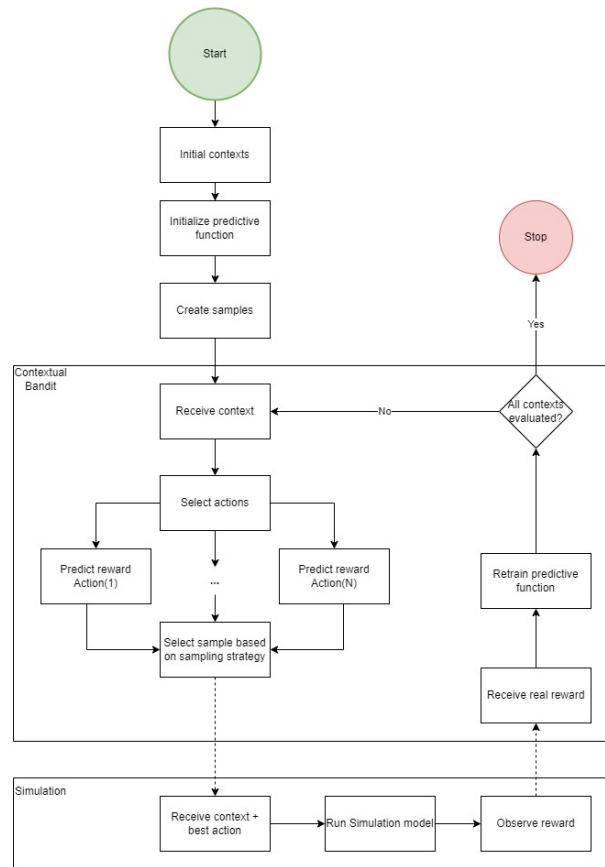 Start
Initial contexts
Initialize predictive
function
Create samples
Stop
Yes
Contextual
Bandit
Receive context
No
All contexts
evaluated?
Select actions
Predict reward
Action(1)
...
Predict reward
Action(N)
Retrain predictive
function
Select sample based
on sampling strategy
Receive real reward
Simulation
Receive context +
best action
Run Simulation model
Observe reward